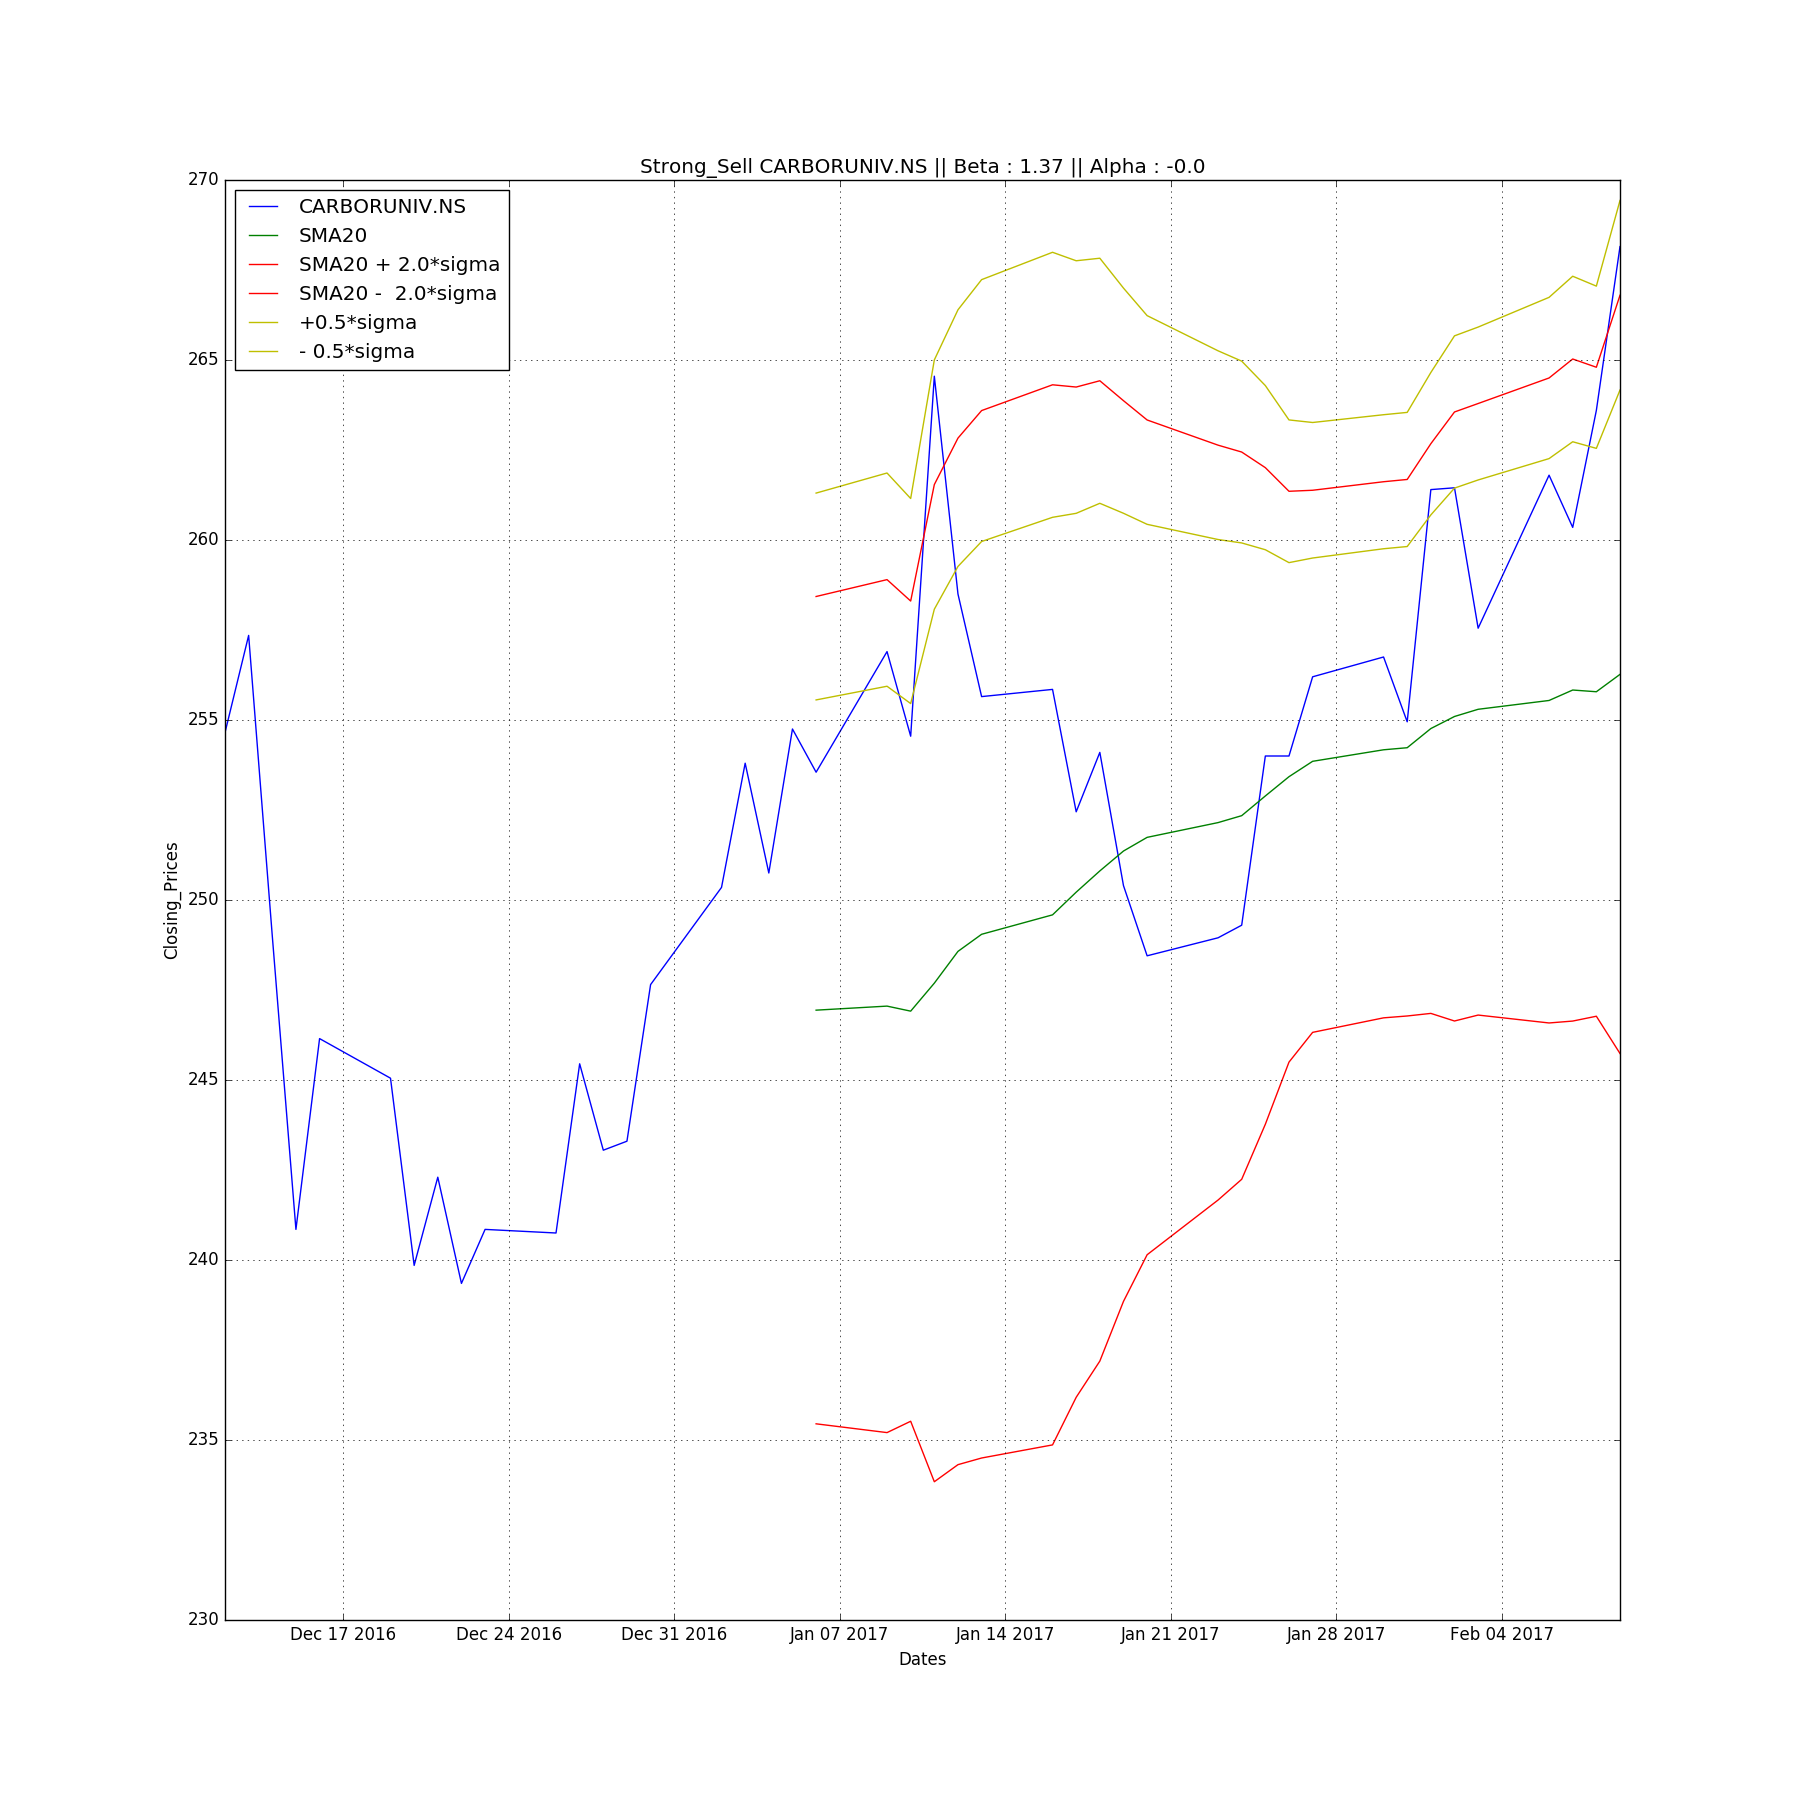 Strong_Sell CARBORUNIV.NS || Beta : 1.37 || Alpha : -0.0
270
265
260
255
250
245
240
235
230
Closing_Prices
CARBORUNIV.NS
SMA20
SMA20 + 2.0*sigma
SMA20 -  2.0*sigma
+0.5*sigma
- 0.5*sigma
Dec 17 2016 Dec 24 2016 Dec 31 2016 Jan 07 2017 Jan 14 2017 Jan 21 2017 Jan 28 2017 Feb 04 2017
Dates